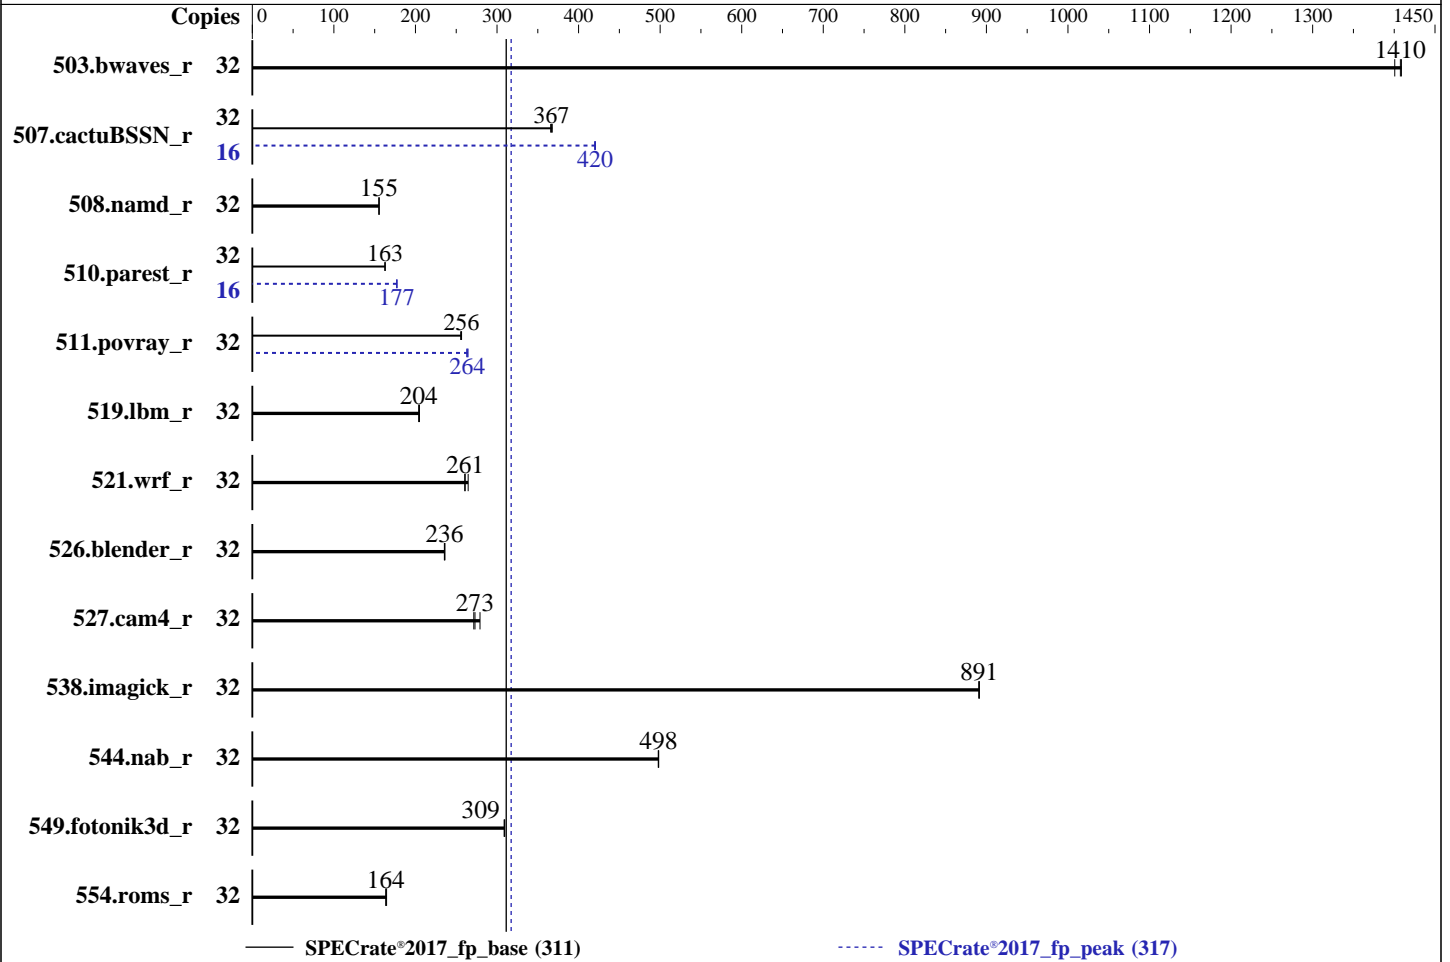 Copies 0 100 200 300 400 500 600 700 800 900 1000 1100 1200 1300 1450
503.bwaves_r 32 1410
507.cactuBSSN_r 32 367
16 420
508.namd_r 32 155
510.parest_r 32 163
16 177
511.povray_r 32 256
264
519.lbm_r 32 204
521.wrf_r 32 261
526.blender_r 32 236
527.cam4_r 32 273
538.imagick_r 32 891
544.nab_r 32 498
549.fotonik3d_r 32 309
554.roms_r 32 164
SPECrate®2017_fp_base (311) SPECrate®2017_fp_peak (317)